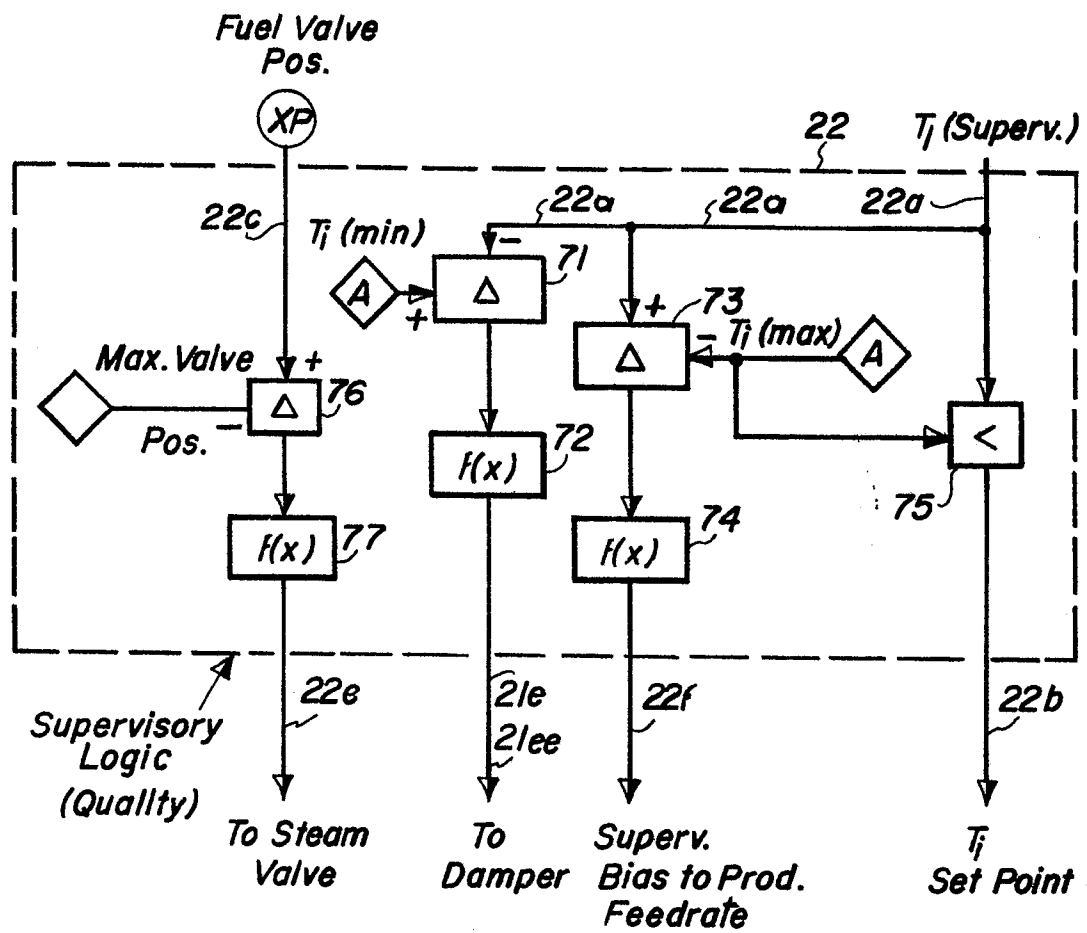 Fuel Valve
Pos.
XP
22
Tj (Superv.)
22c
22a
22a
22a
Ti (min)
-
71
A
+
Δ
+
73
- Ti (max)
A
Δ
Max. Valve
+
76
Δ
-
Pos.
72
f(x)
<
75
f(x)
77
f(x)
74
22e
21e
21ee
22f
22b
Supervisory
Logic
(Quality)
To Steam
Valve
To
Damper
Superv.
Bias to Prod.
Feedrate
Ti
Set Point